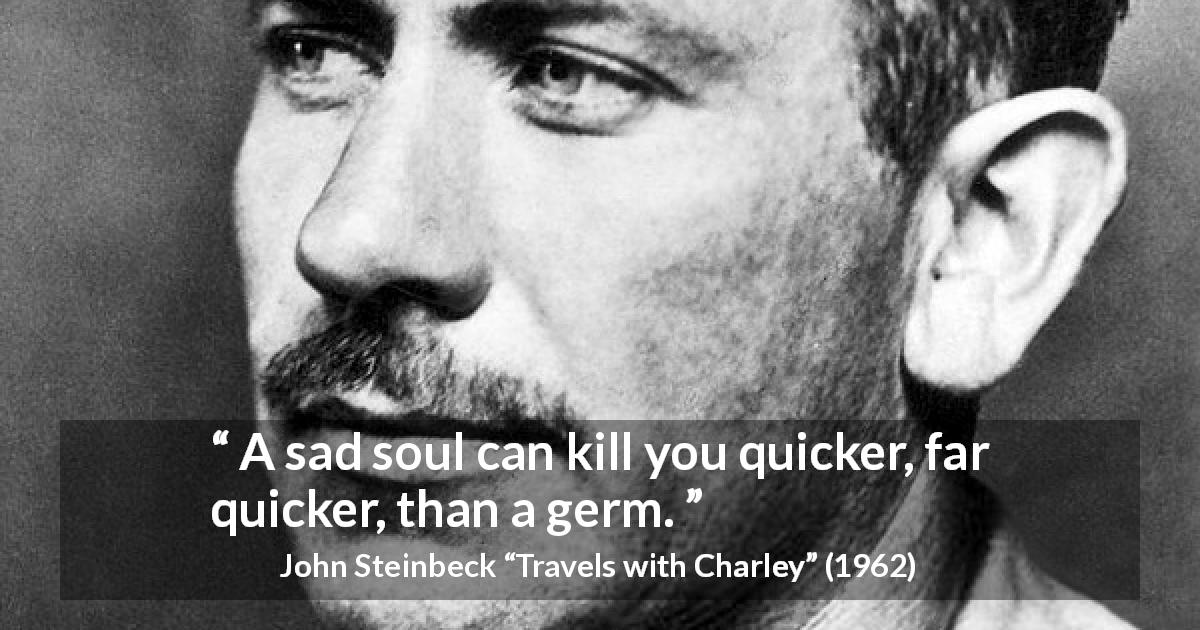 “ A sad soul can kill you quicker, far
quicker, than a germ. ”
John Steinbeck “Travels with Charley” (1962)